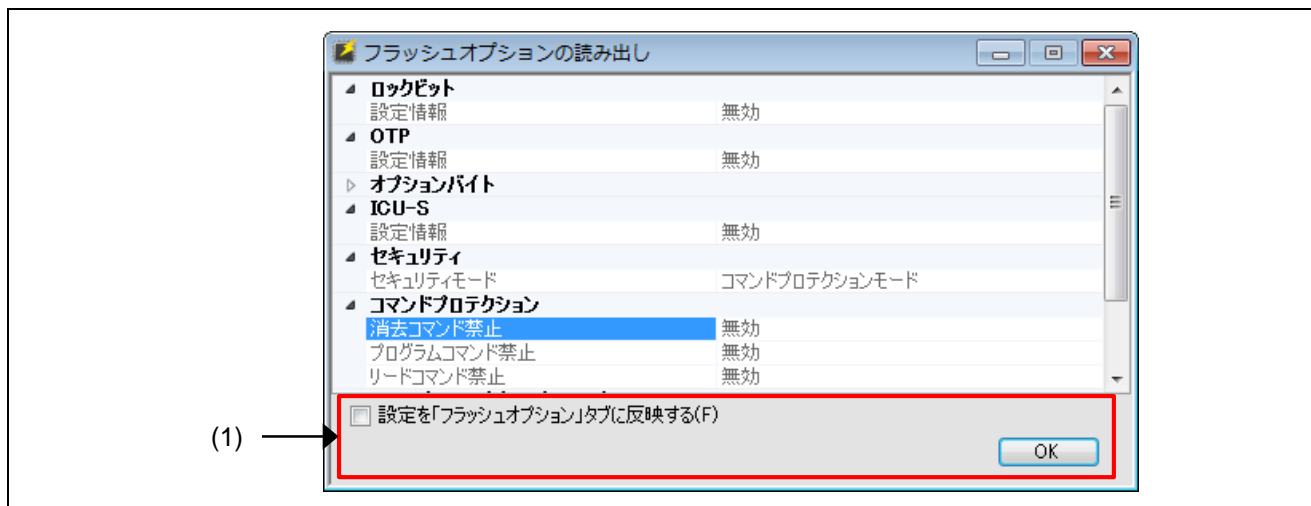 フラッシュオプションの読み出し
ロックビット
設定情報 無効
OTP
設定情報 無効
オプションバイト
ICU-S
設定情報 無効
セキュリティ
セキュリティモード コマンドプロテクションモード
コマンドプロテクション
消去コマンド禁止 無効
プログラムコマンド禁止 無効
リードコマンド禁止 無効
設定を「フラッシュオプション」タブに反映する(F)
(1)
OK